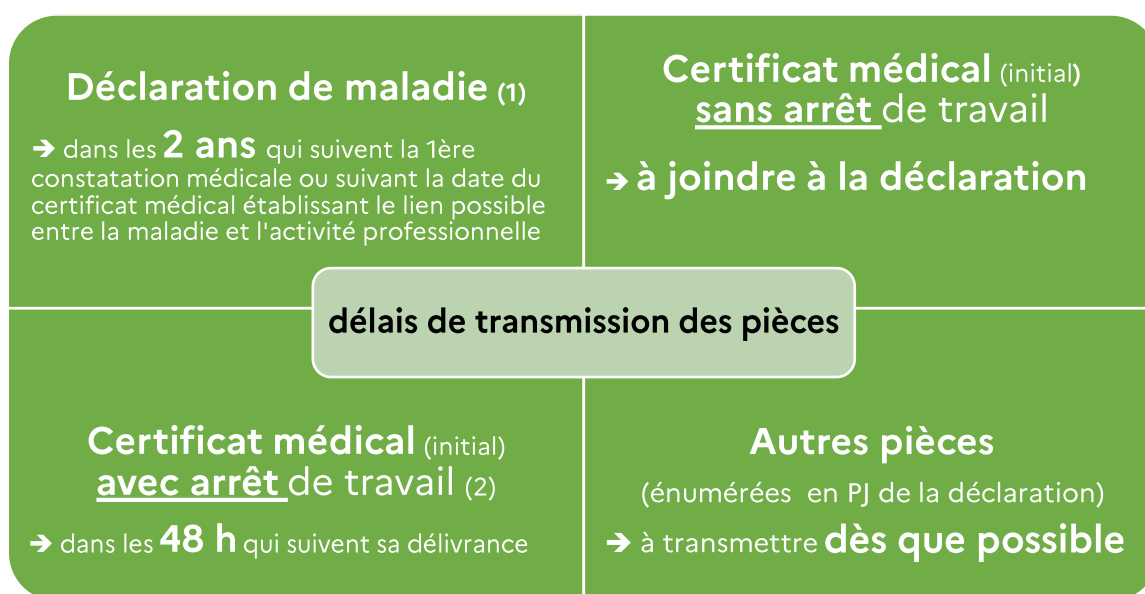 Déclaration de maladie (1)
➔ dans les 2 ans qui suivent la 1ère
constatation médicale ou suivant la date du
certificat médical établissant le lien possible
entre la maladie et l'activité professionnelle
Certificat médical (initial)
sans arrêt de travail
➔ à joindre à la déclaration
délais de transmission des pièces
Certificat médical (initial)
avec arrêt de travail (2)
➔ dans les 48 h qui suivent sa délivrance
Autres pièces
(énumérées en PJ de la déclaration)
➔ à transmettre dès que possible